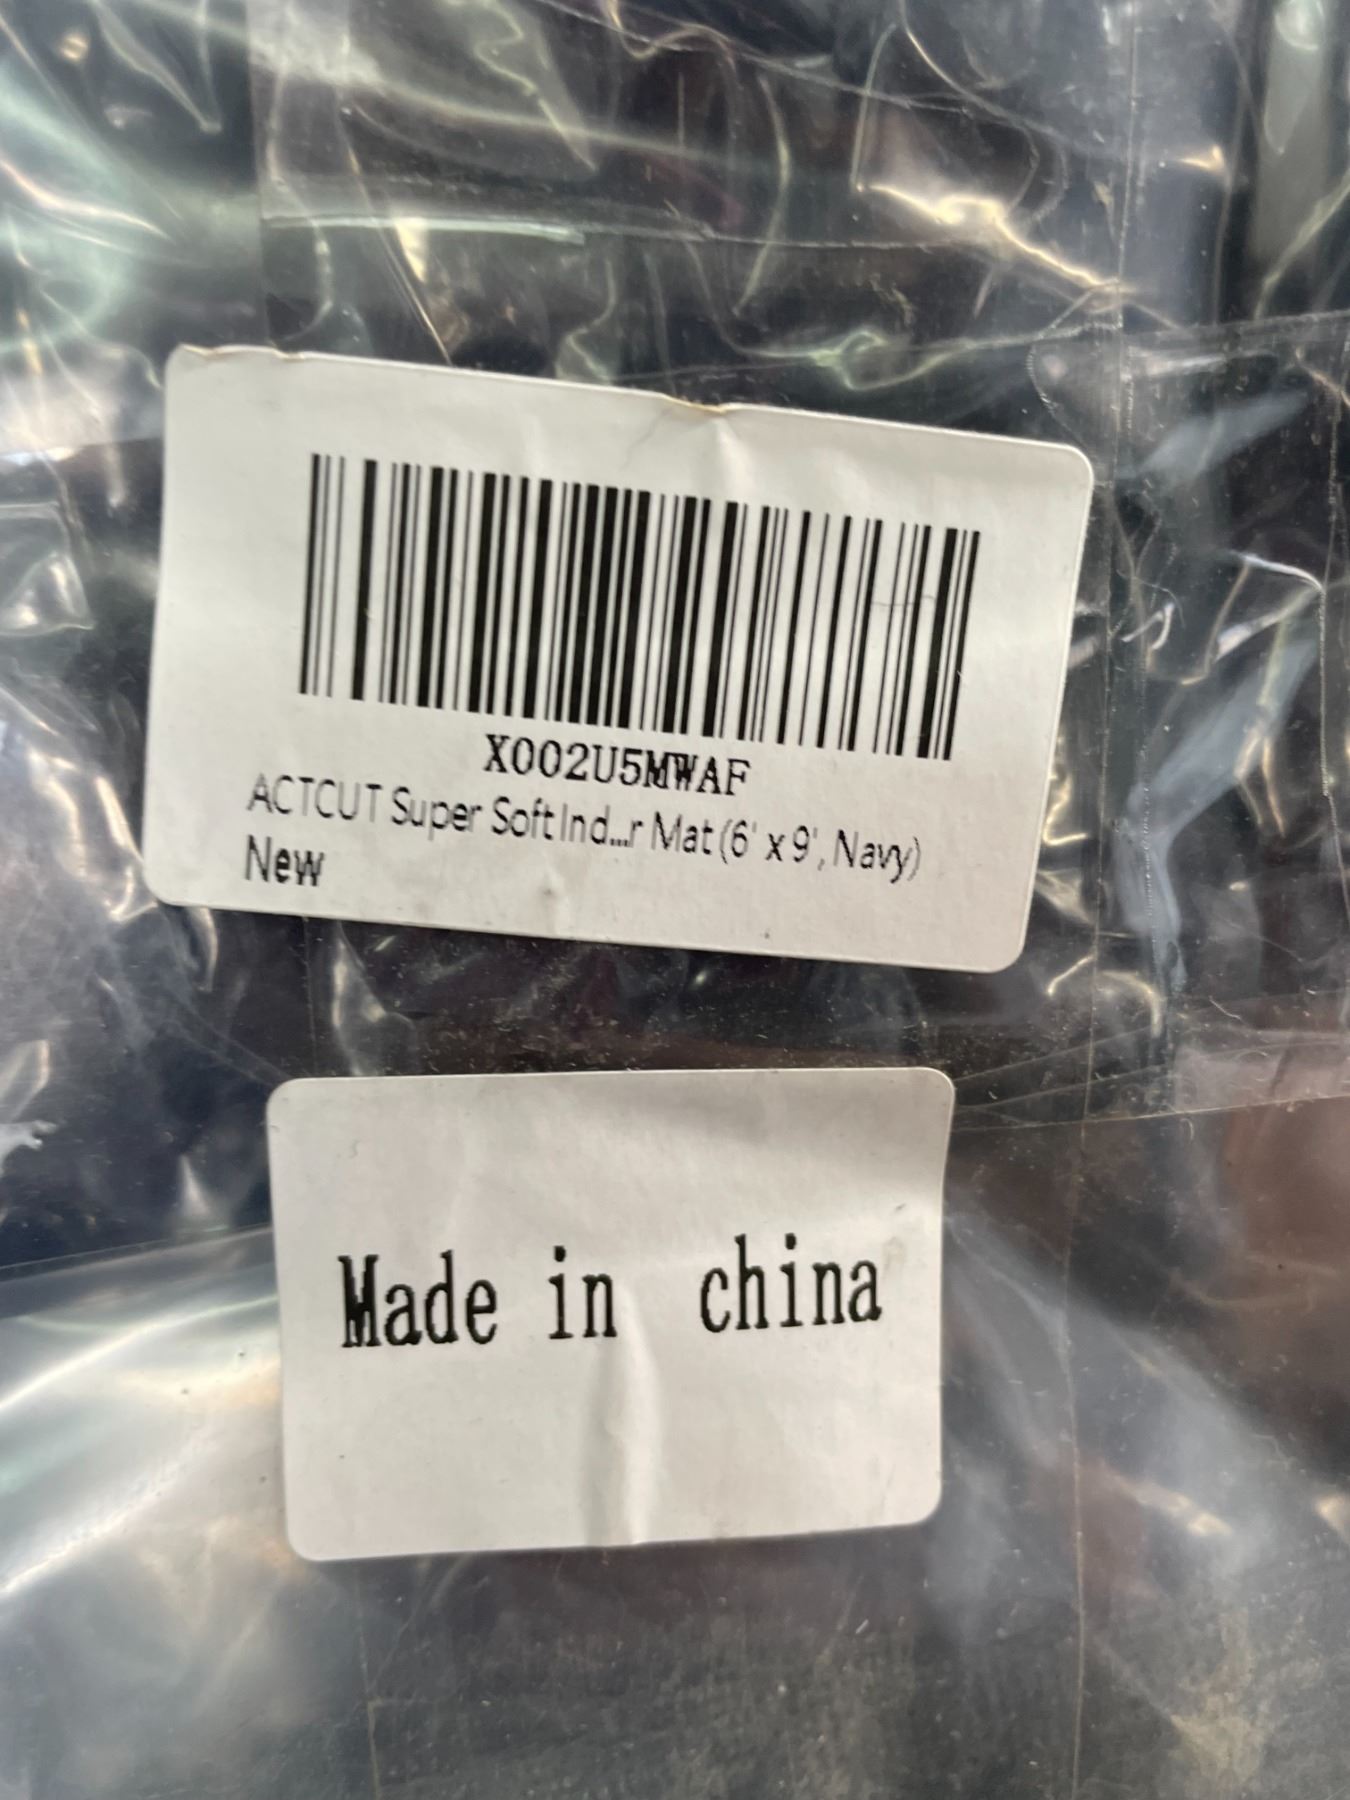 X002U5MWAF
ACTCUT Super Soft Ind...r Mat (6' x 9', Navy)
New
Made in china